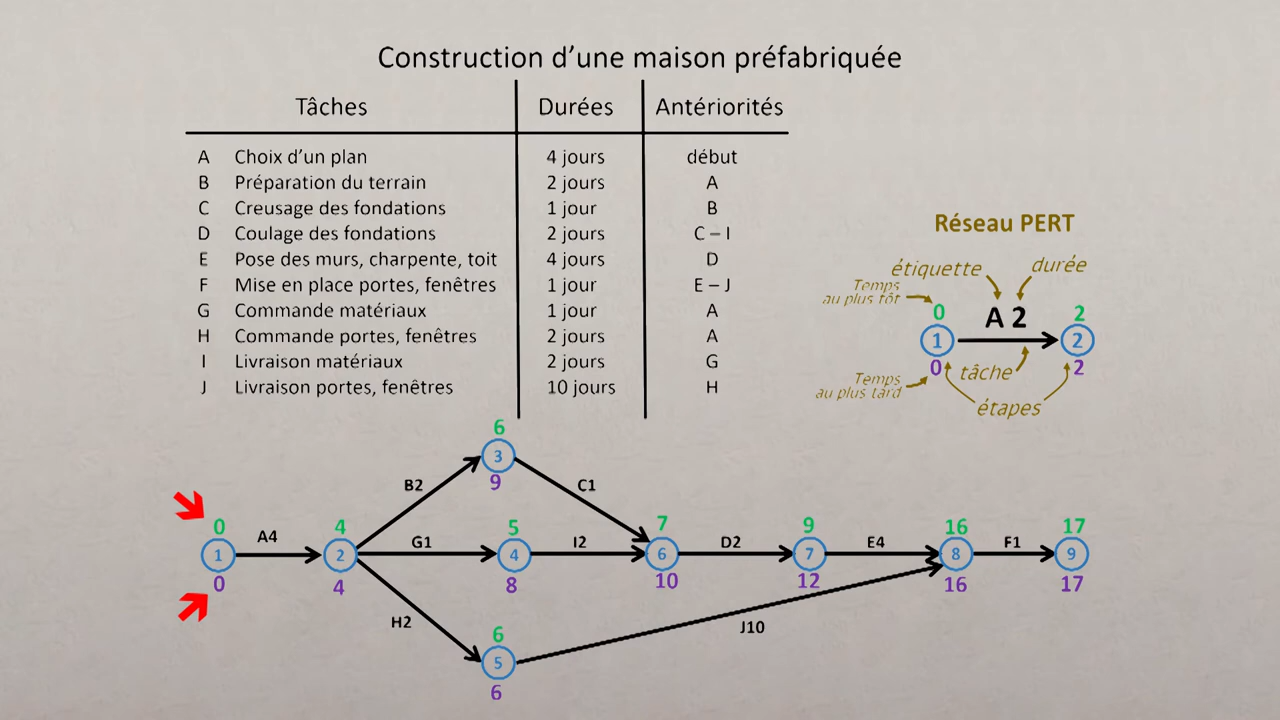 Construction d’une maison préfabriquée
Tâches Durées Antériorités
A Choix d’un plan 4 jours début
B Préparation du terrain 2 jours A
C Creusage des fondations 1 jour B
D Coulage des fondations 2 jours C – I
E Pose des murs, charpente, toit 4 jours D
F Mise en place portes, fenêtres 1 jour E – J
G Commande matériaux 1 jour A
H Commande portes, fenêtres 2 jours A
I Livraison matériaux 2 jours G
J Livraison portes, fenêtres 10 jours H
Réseau PERT
étiquette durée
Temps
au plus tôt
0 A 2 2
1 2
0 tâche 2
Temps
au plus tard
étapes
6
3
9
B2 C1
0 A4 4 G1 5 I2 7 D2 9 E4 16 F1 17
1 2 4 6 7 8 9
0 4 8 10 12 16 17
H2 J10
6
5
6